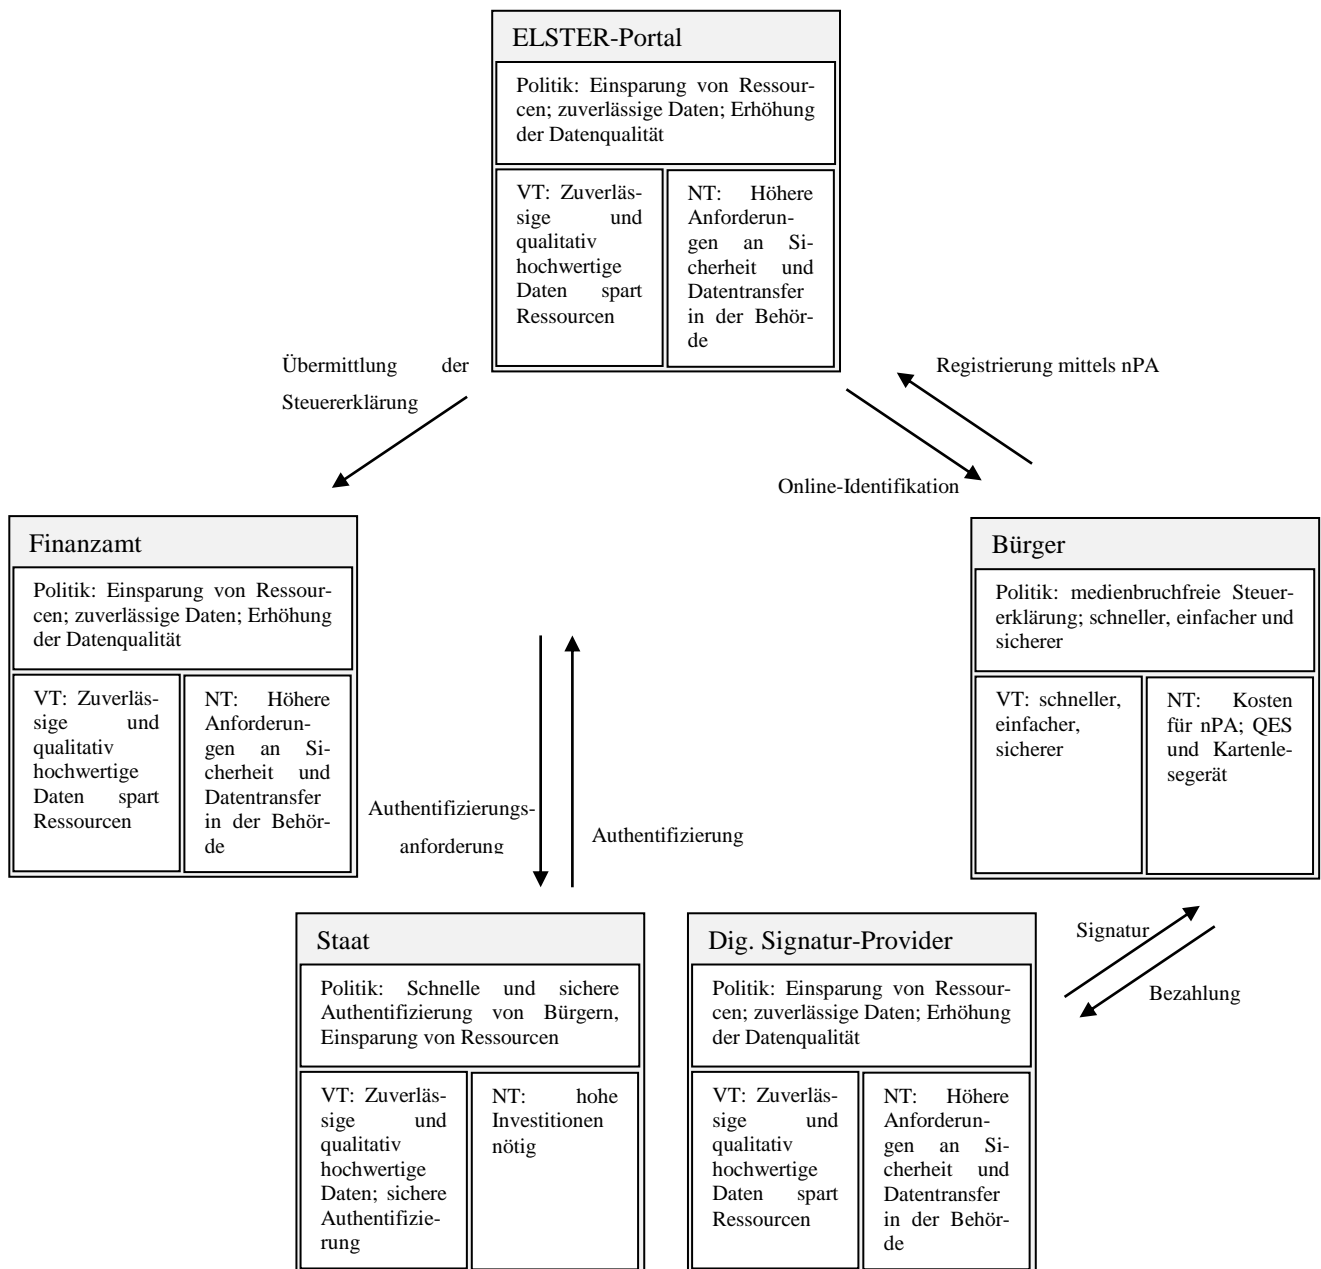 ELSTER-Portal
Politik: Einsparung von Ressour-
cen; zuverlässige Daten; Erhöhung
der Datenqualität
VT: Zuverläs-
sige und
qualitativ
hochwertige
Daten spart
Ressourcen
NT: Höhere
Anforderun-
gen an Si-
cherheit und
Datentransfer
in der Behör-
de
Übermittlung der
Steuererklärung
Registrierung mittels nPA
Online-Identifikation
Finanzamt
Politik: Einsparung von Ressour-
cen; zuverlässige Daten; Erhöhung
der Datenqualität
VT: Zuverläs-
sige und
qualitativ
hochwertige
Daten spart
Ressourcen
NT: Höhere
Anforderun-
gen an Si-
cherheit und
Datentransfer
in der Behör-
de
Bürger
Politik: medienbruchfreie Steuer-
erklärung; schneller, einfacher und
sicherer
VT: schneller,
einfacher,
sicherer
NT: Kosten
für nPA; QES
und Kartenle-
segerät
Authentifizierungs-
anforderung
Authentifizierung
Staat
Politik: Schnelle und sichere
Authentifizierung von Bürgern,
Einsparung von Ressourcen
VT: Zuverläs-
sige und
qualitativ
hochwertige
Daten; sichere
Authentifizie-
rung
NT: hohe
Investitionen
nötig
Dig. Signatur-Provider
Politik: Einsparung von Ressour-
cen; zuverlässige Daten; Erhöhung
der Datenqualität
VT: Zuverläs-
sige und
qualitativ
hochwertige
Daten spart
Ressourcen
NT: Höhere
Anforderun-
gen an Si-
cherheit und
Datentransfer
in der Behör-
de
Signatur
Bezahlung